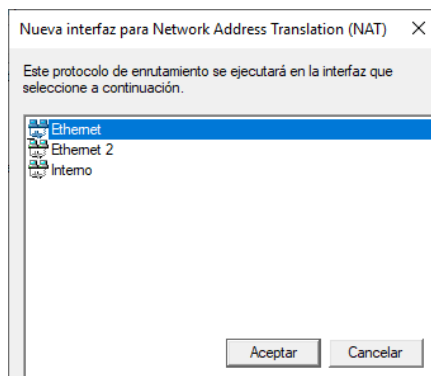 Nueva interfaz para Network Address Translation (NAT)
Este protocolo de enrutamiento se ejecutará en la interfaz que
seleccione a continuación.
Ethernet
Ethernet 2
Interno
Aceptar
Cancelar